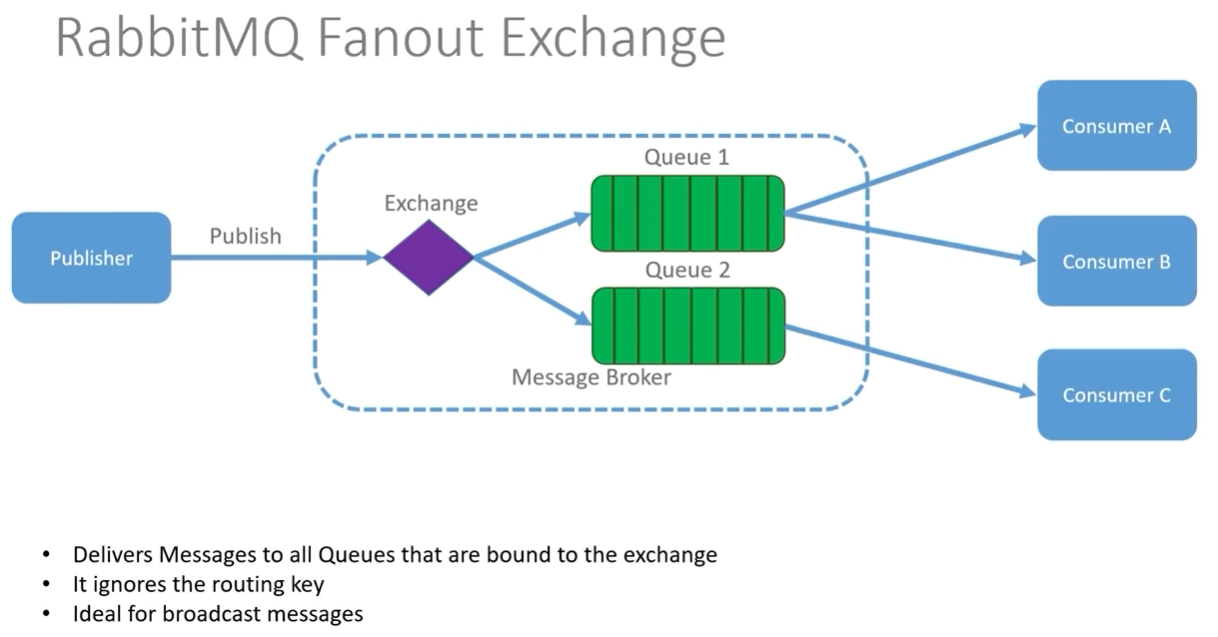 RabbitMQ Fanout Exchange
Consumer A
Queue 1
Exchange
Publish
Publisher
Consumer B
Queue 2
Message Broker
Consumer C
• Delivers Messages to all Queues that are bound to the exchange
• It ignores the routing key
• Ideal for broadcast messages